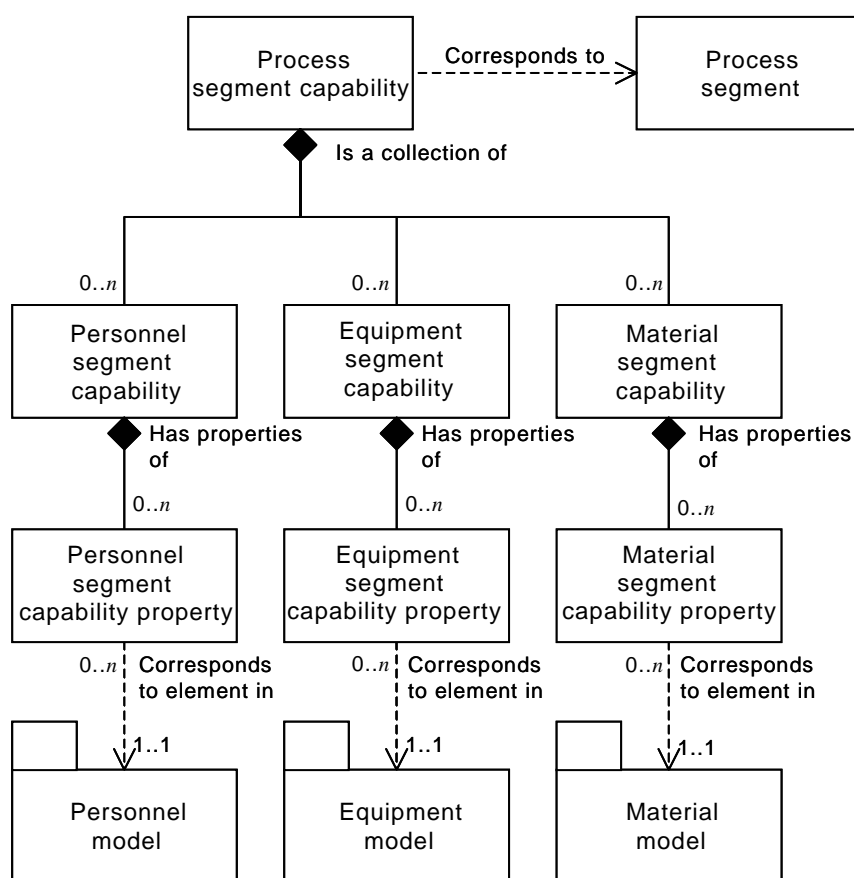 Process
segment capability
Corresponds to
Process
segment
Is a collection of
0..n
0..n
0..n
Personnel
segment
capability
Equipment
segment
capability
Material
segment
capability
Has properties
of
Has properties
of
Has properties
of
0..n
0..n
0..n
Personnel
segment
capability property
Equipment
segment
capability property
Material
segment
capability property
0..n
Corresponds
to element in
0..n
Corresponds
to element in
0..n
Corresponds
to element in
1..1
1..1
1..1
Personnel
model
Equipment
model
Material
model